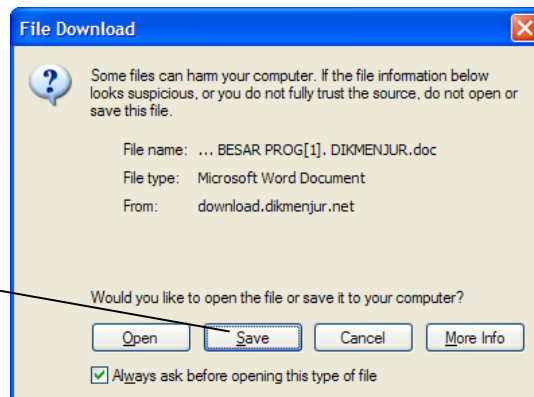 File Download
Some files can harm your computer. If the file information below
looks suspicious, or you do not fully trust the source, do not open or
save this file.
File name: ... BESAR PROG[1]. DIKMENJUR.doc
File type: Microsoft Word Document
From: download.dikmenjur.net
Would you like to open the file or save it to your computer?
Open Save Cancel More Info
Always ask before opening this type of file